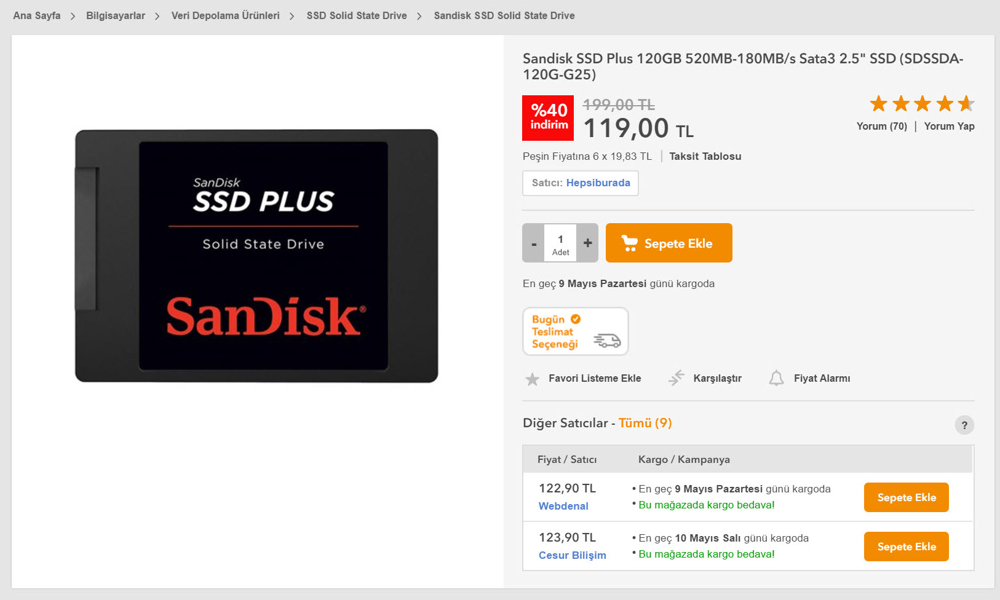 Ana Sayfa > Bilgisayarlar > Veri Depolama Ürünleri > SSD Solid State Drive > Sandisk SSD Solid State Drive
SanDisk
SSD PLUS
Solid State Drive
SanDisk®
Sandisk SSD Plus 120GB 520MB-180MB/s Sata3 2.5" SSD (SDSSDA-
120G-G25)
%40
indirim
199,00 TL
119,00 TL
Yorum (70) | Yorum Yap
Peşin Fiyatına 6 x 19,83 TL | Taksit Tablosu
Satıcı: Hepsiburada
- 1 +
Adet
Sepete Ekle
En geç 9 Mayıs Pazartesi günü kargoda
Bugün
Teslimat
Seçeneği
Favori Listeme Ekle
Karşılaştır
Fiyat Alarmı
Diğer Satıcılar - Tümü (9)
?
Fiyat / Satıcı
Kargo / Kampanya
122,90 TL
Webdenal
• En geç 9 Mayıs Pazartesi günü kargoda
• Bu mağazada kargo bedava!
Sepete Ekle
123,90 TL
Cesur Bilişim
• En geç 10 Mayıs Salı günü kargoda
• Bu mağazada kargo bedava!
Sepete Ekle